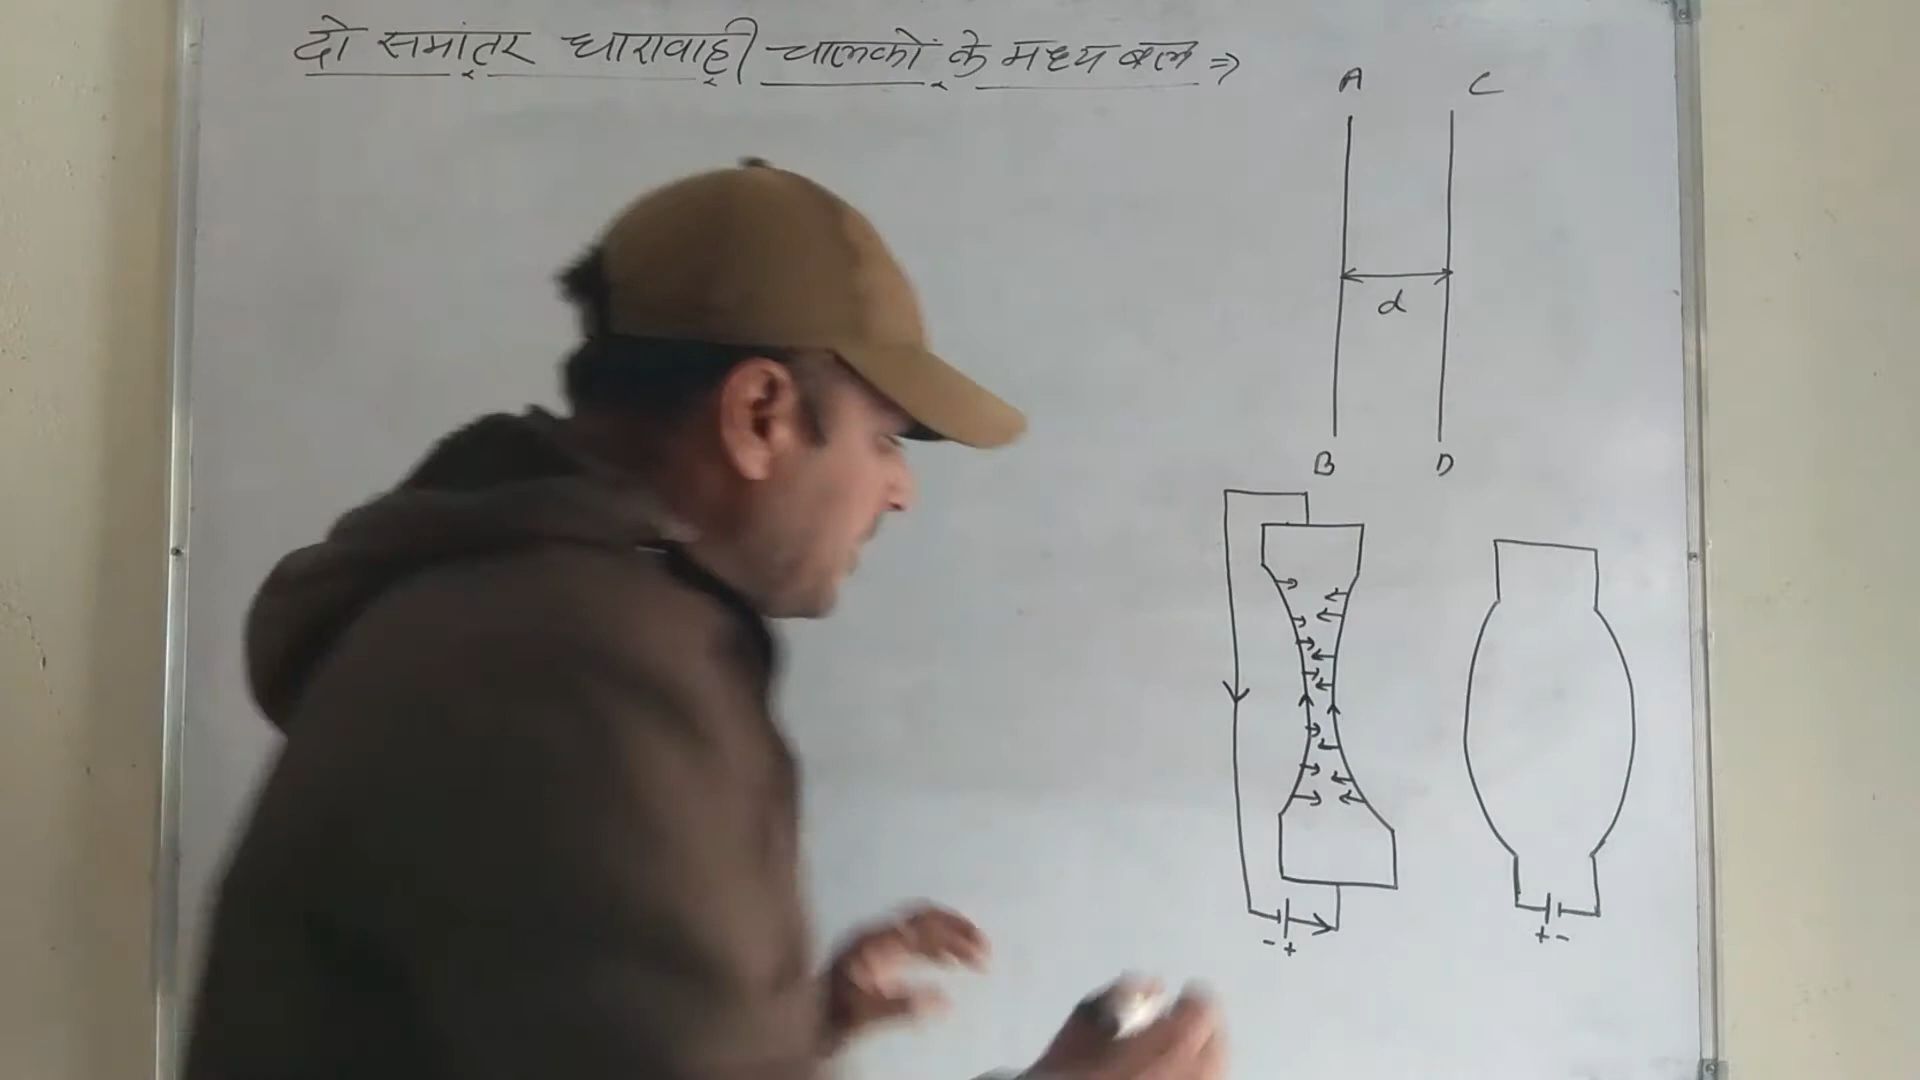 दो समांतर धारावाही चालकों के मध्य बल ⇒
A C
d
B D
- +
+ -